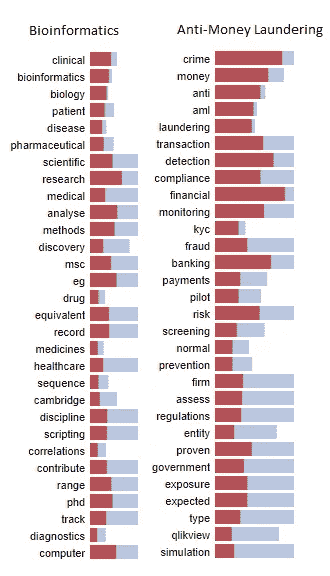 Bioinformatics
clinical
bioinformatics
biology
patient
disease
pharmaceutical
scientific
research
medical
analyse
methods
discovery
msc
eg
drug
equivalent
record
medicines
healthcare
sequence
cambridge
discipline
scripting
correlations
contribute
range
phd
track
diagnostics
computer
Anti-Money Laundering
crime
money
anti
aml
laundering
transaction
detection
compliance
financial
monitoring
kyc
fraud
banking
payments
pilot
risk
screening
normal
prevention
firm
assess
regulations
entity
proven
government
exposure
expected
type
qlikview
simulation